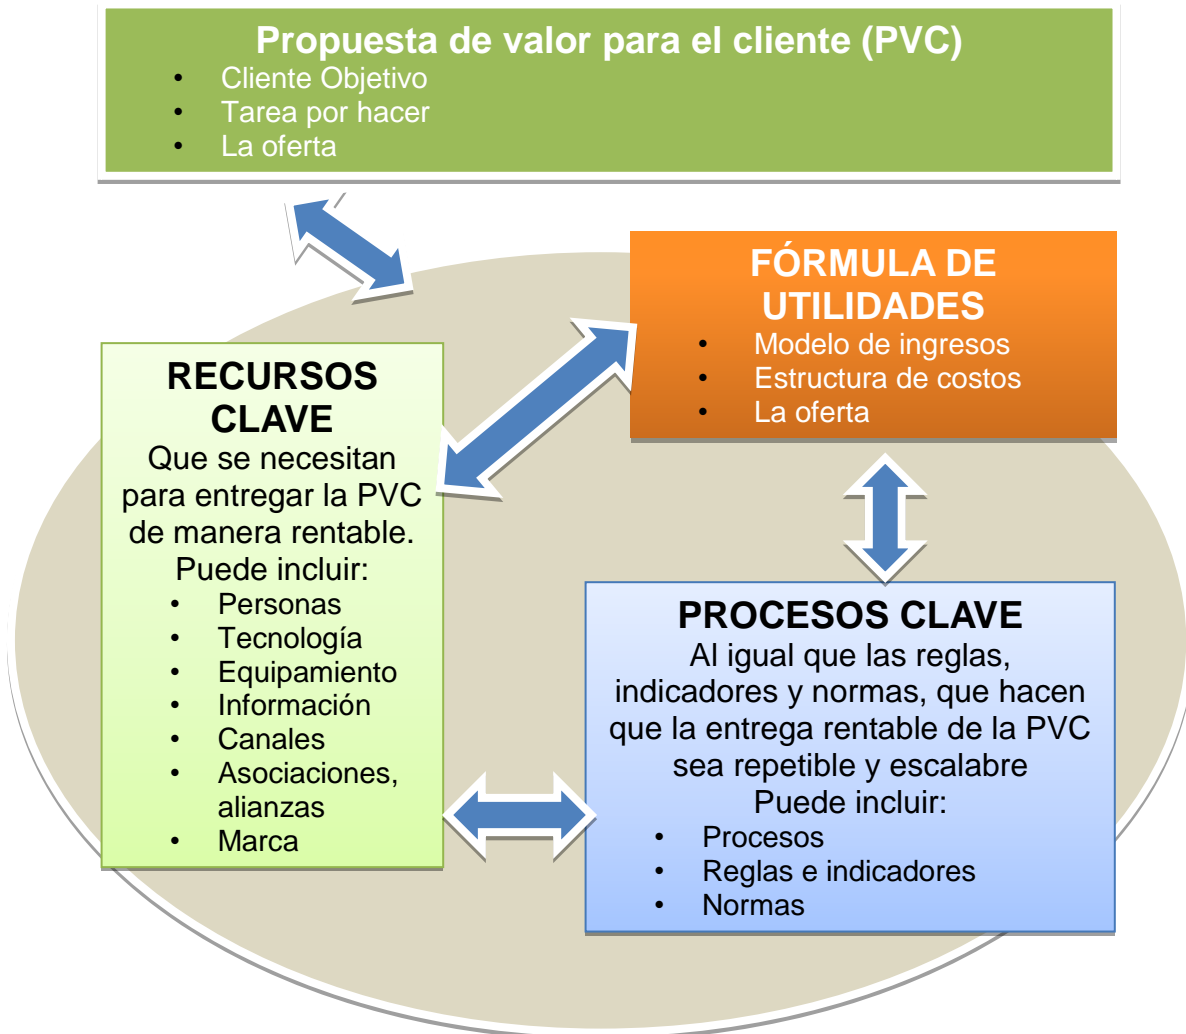 Propuesta de valor para el cliente (PVC)
• Cliente Objetivo
• Tarea por hacer
• La oferta
FÓRMULA DE
UTILIDADES
• Modelo de ingresos
• Estructura de costos
• La oferta
RECURSOS
CLAVE
Que se necesitan
para entregar la PVC
de manera rentable.
Puede incluir:
• Personas
• Tecnología
• Equipamiento
• Información
• Canales
• Asociaciones,
alianzas
• Marca
PROCESOS CLAVE
Al igual que las reglas,
indicadores y normas, que hacen
que la entrega rentable de la PVC
sea repetible y escalabre
Puede incluir:
• Procesos
• Reglas e indicadores
• Normas